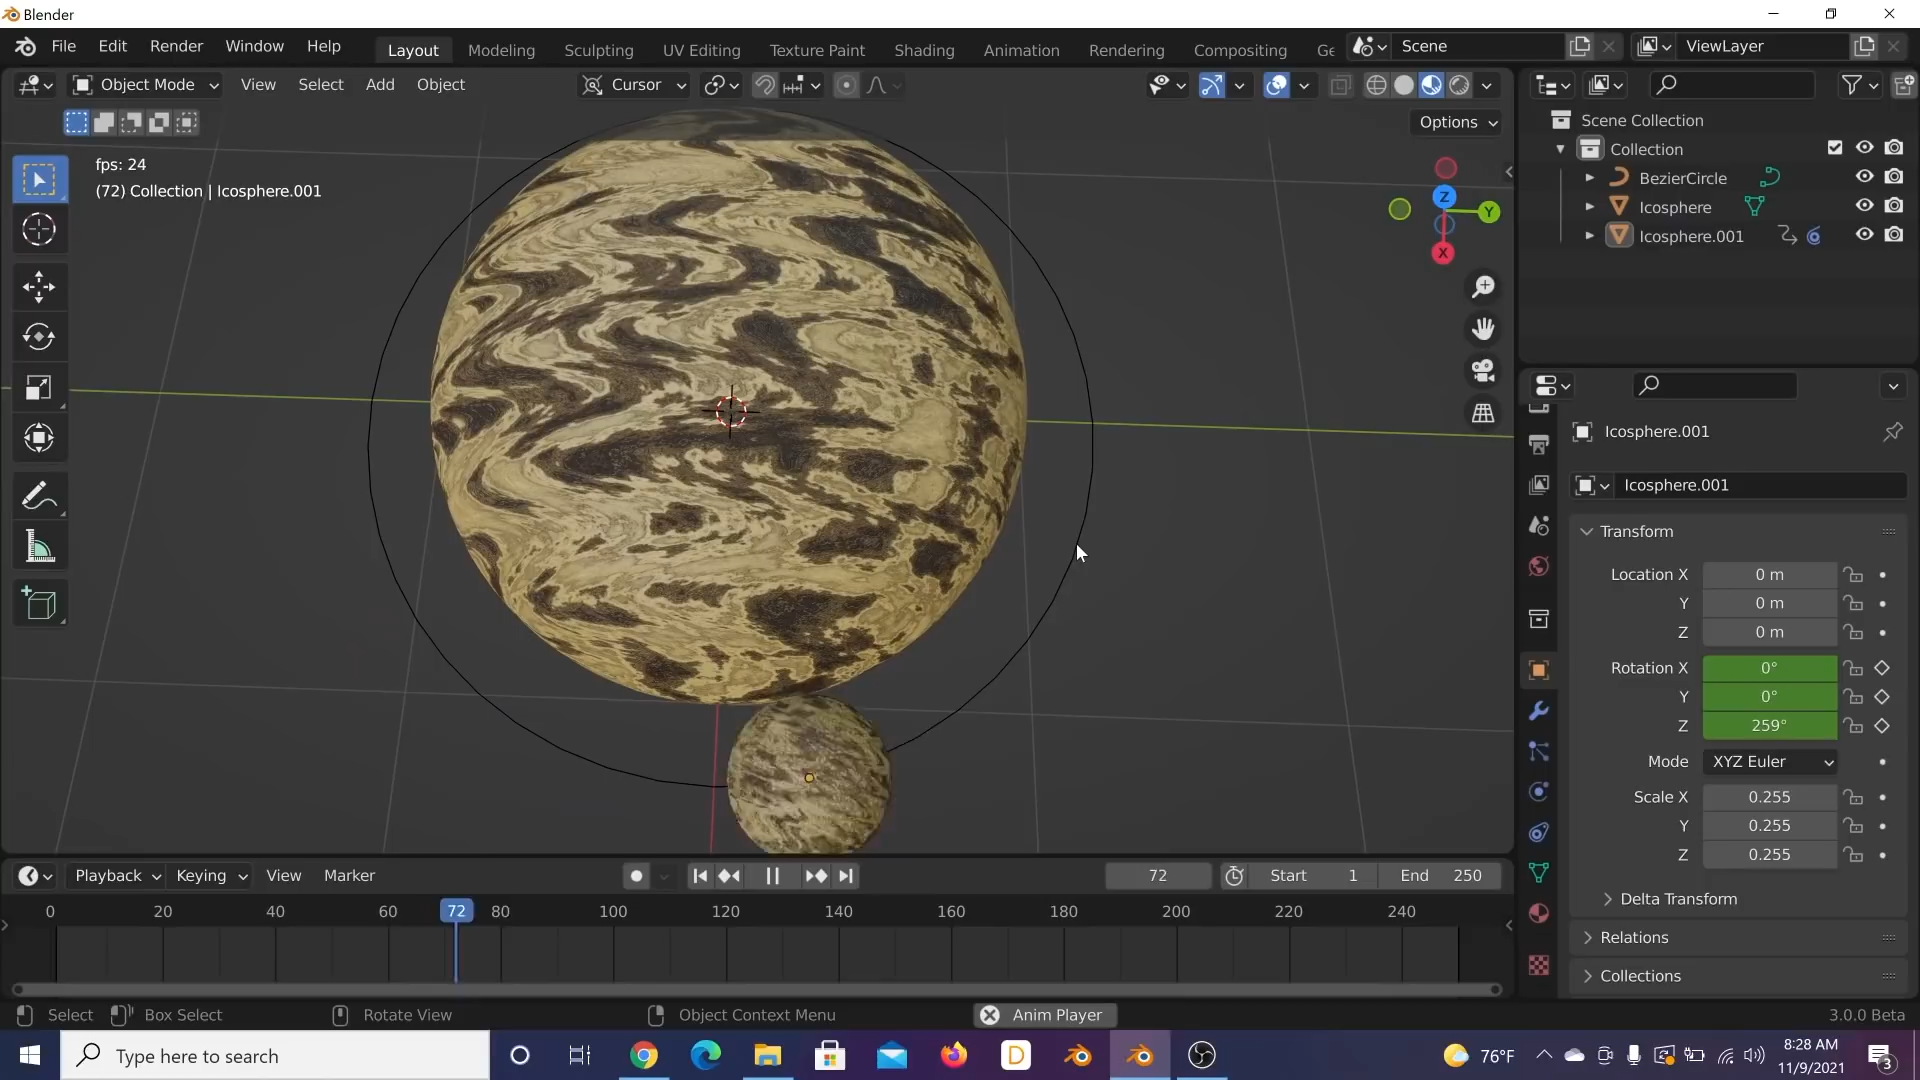 Blender
File Edit Render Window Help Layout Modeling Sculpting UV Editing Texture Paint Shading Animation Rendering Compositing Ge Scene ViewLayer
Object Mode View Select Add Object Cursor
Options
fps: 24
(72) Collection | Icosphere.001
Z
Y
X
Scene Collection
Collection
BezierCircle
Icosphere
Icosphere.001
Icosphere.001
Icosphere.001
Transform
Location X 0 m
Y 0 m
Z 0 m
Rotation X 0°
Y 0°
Z 259°
Mode XYZ Euler
Scale X 0.255
Y 0.255
Z 0.255
Delta Transform
Relations
Collections
Playback Keying View Marker 72 Start 1 End 250
0 20 40 60 72 80 100 120 140 160 180 200 220 240
Select Box Select Rotate View Object Context Menu Anim Player 3.0.0 Beta
Type here to search D 76°F 8:28 AM
11/9/2021 3